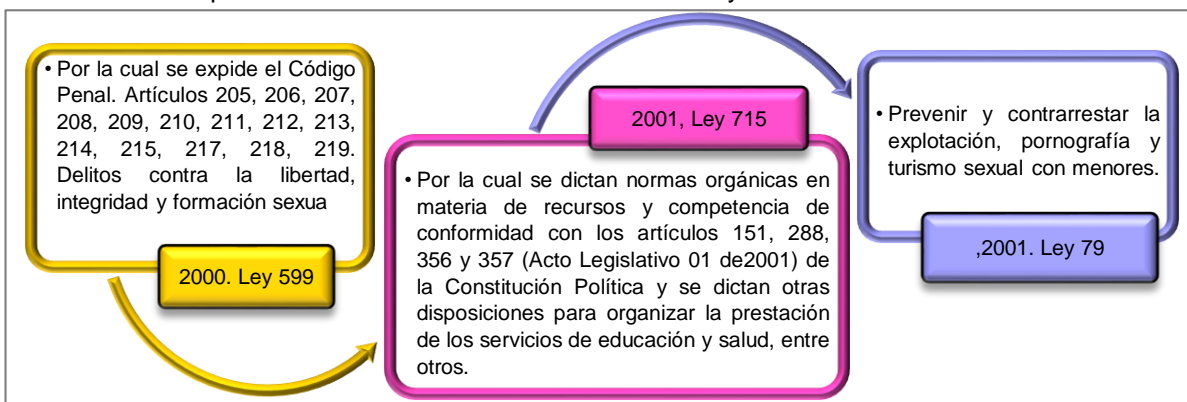 • Por la cual se expide el Código
Penal. Artículos 205, 206, 207,
208, 209, 210, 211, 212, 213,
214, 215, 217, 218, 219.
Delitos contra la libertad,
integridad y formación sexua
2000. Ley 599
2001, Ley 715
• Por la cual se dictan normas orgánicas en
materia de recursos y competencia de
conformidad con los artículos 151, 288,
356 y 357 (Acto Legislativo 01 de2001) de
la Constitución Política y se dictan otras
disposiciones para organizar la prestación
de los servicios de educación y salud, entre
otros.
• Prevenir y contrarrestar la
explotación, pornografía y
turismo sexual con menores.
,2001. Ley 79